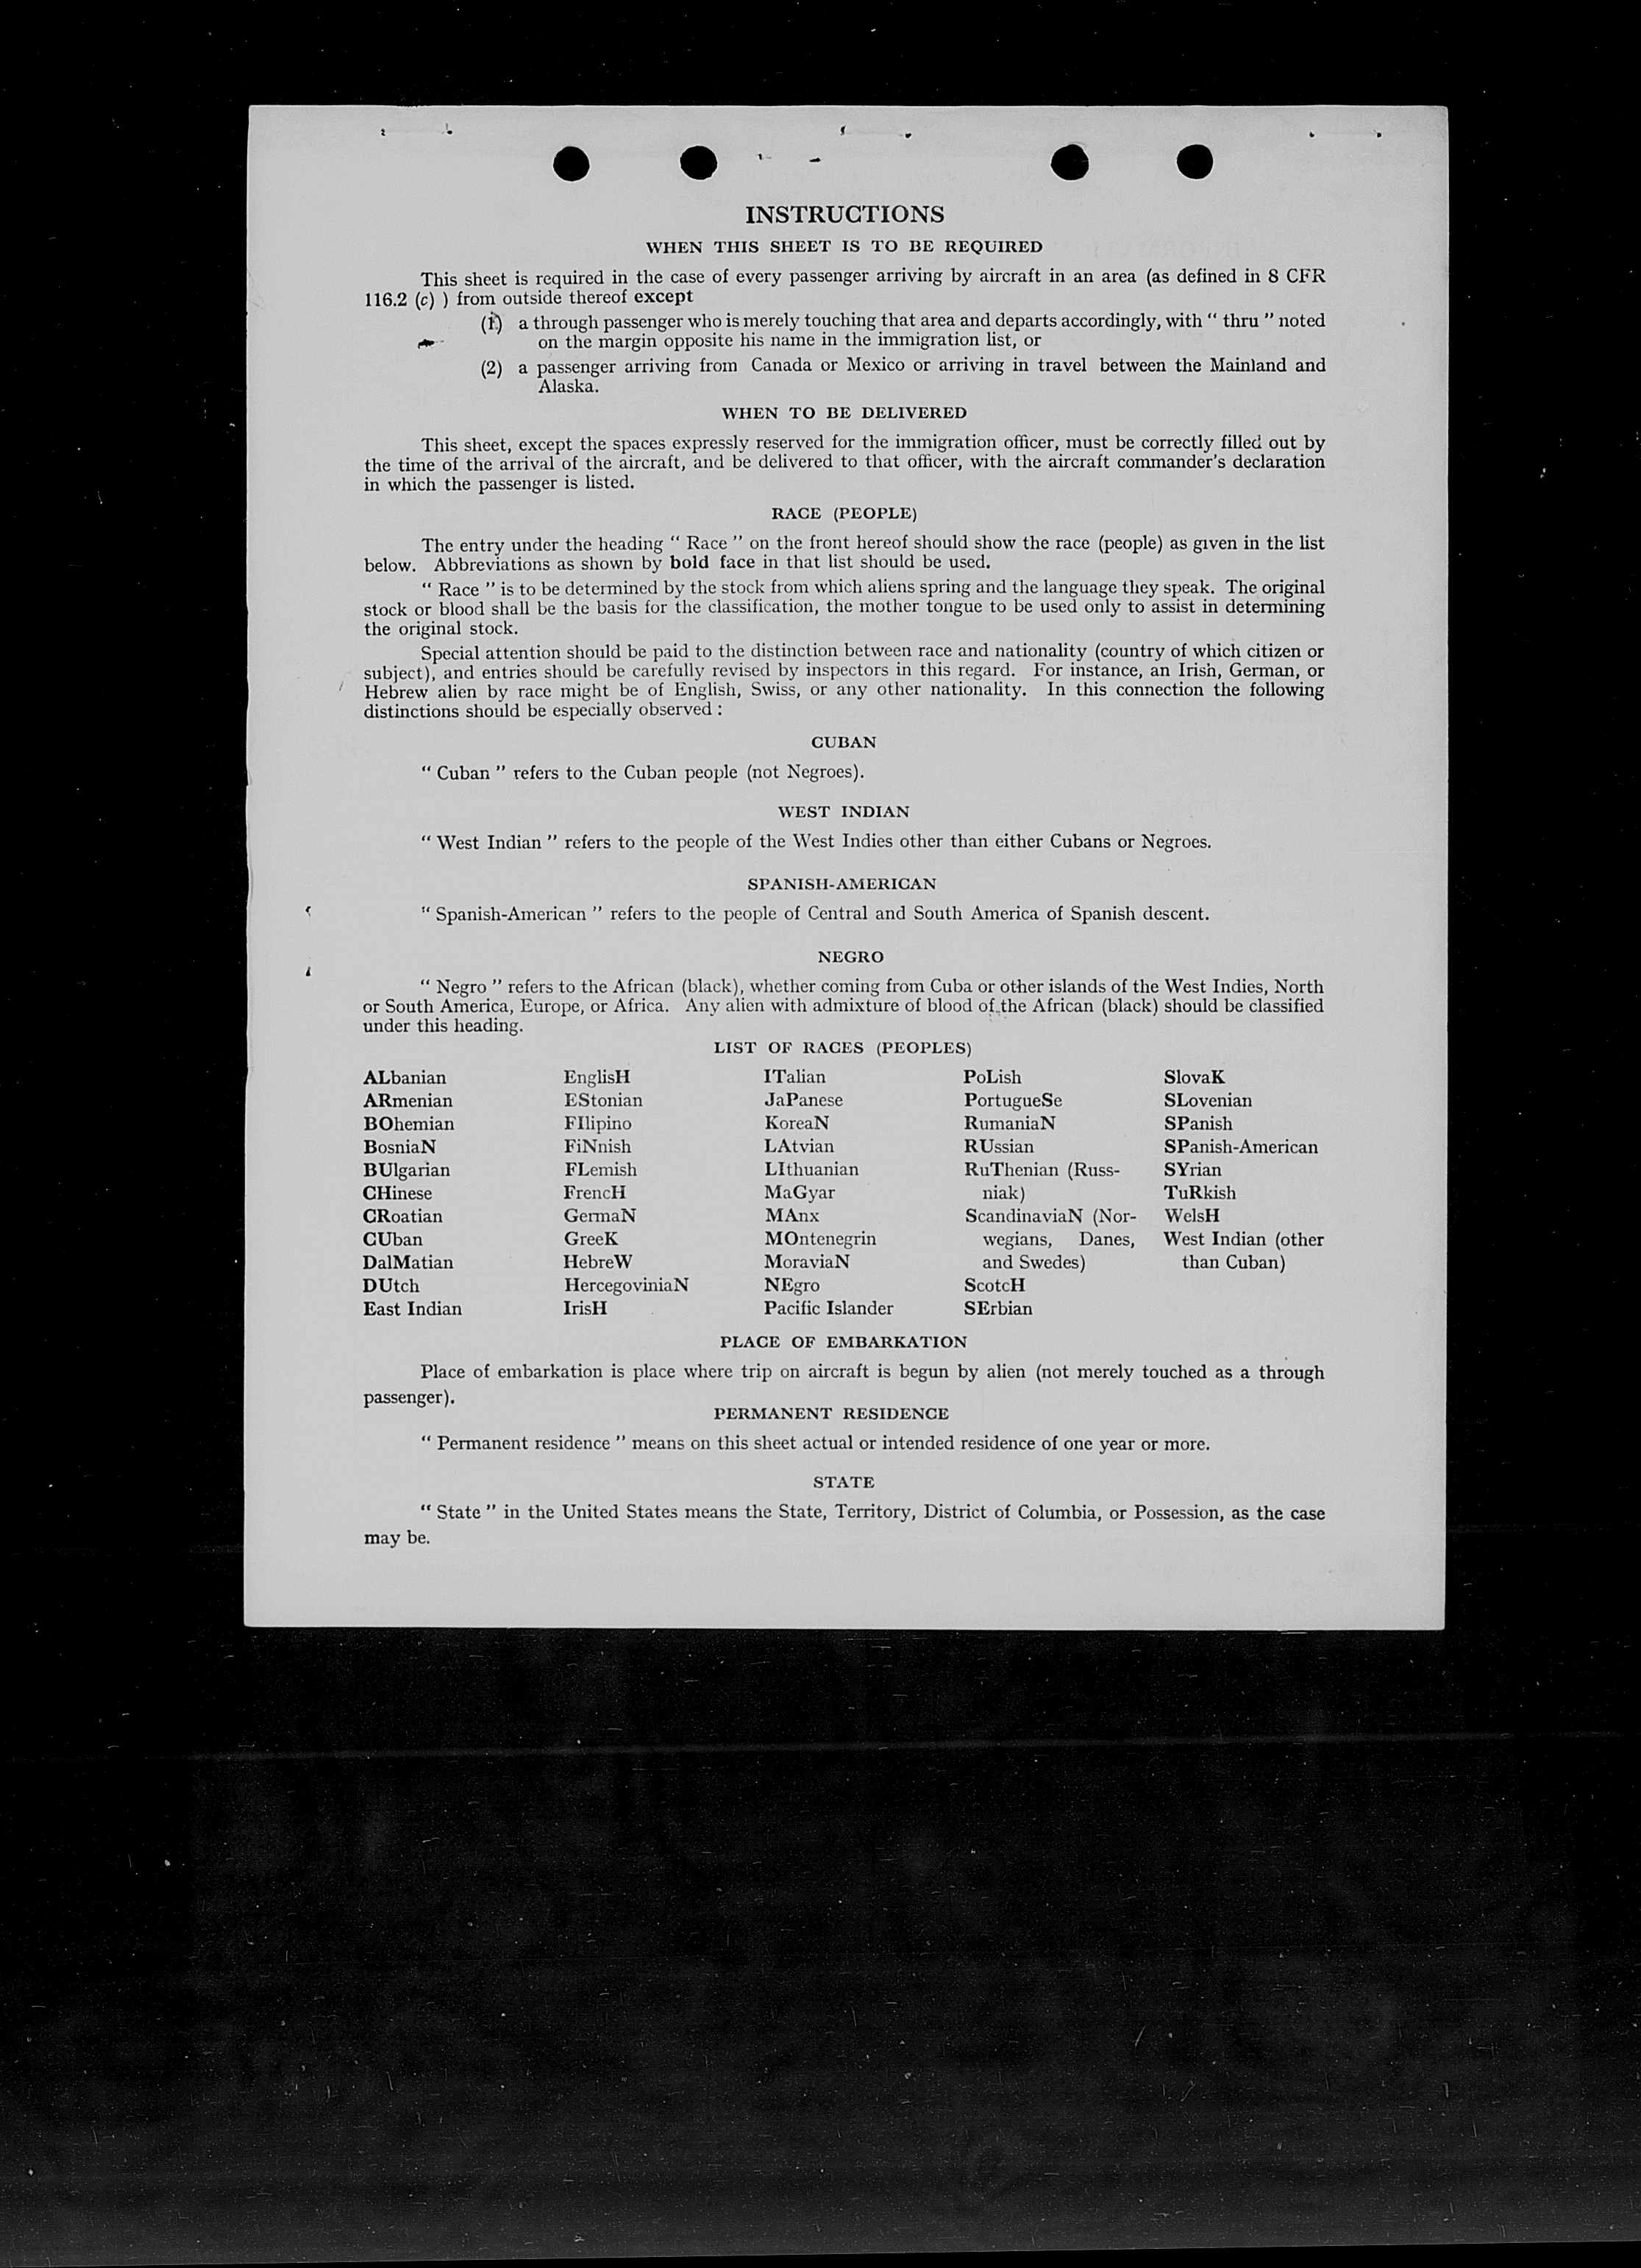 INSTRUCTIONS
WHEN THIS SHEET IS TO BE REQUIRED
This sheet is required in the case of every passenger arriving by aircraft in an area (as defined in 8 CFR
116.2 (c) ) from outside thereof except
(1) a through passenger who is merely touching that area and departs accordingly, with “ thru ” noted
on the margin opposite his name in the immigration list, or
(2) a passenger arriving from Canada or Mexico or arriving in travel between the Mainland and
Alaska.
WHEN TO BE DELIVERED
This sheet, except the spaces expressly reserved for the immigration officer, must be correctly filled out by
the time of the arrival of the aircraft, and be delivered to that officer, with the aircraft commander's declaration
in which the passenger is listed.
RACE (PEOPLE)
The entry under the heading “ Race ” on the front hereof should show the race (people) as given in the list
below. Abbreviations as shown by bold face in that list should be used.
“ Race ” is to be determined by the stock from which aliens spring and the language they speak. The original
stock or blood shall be the basis for the classification, the mother tongue to be used only to assist in determining
the original stock.
Special attention should be paid to the distinction between race and nationality (country of which citizen or
subject), and entries should be carefully revised by inspectors in this regard. For instance, an Irish, German, or
Hebrew alien by race might be of English, Swiss, or any other nationality. In this connection the following
distinctions should be especially observed :
CUBAN
“ Cuban ” refers to the Cuban people (not Negroes).
WEST INDIAN
“ West Indian ” refers to the people of the West Indies other than either Cubans or Negroes.
SPANISH-AMERICAN
“ Spanish-American ” refers to the people of Central and South America of Spanish descent.
NEGRO
“ Negro ” refers to the African (black), whether coming from Cuba or other islands of the West Indies, North
or South America, Europe, or Africa. Any alien with admixture of blood of the African (black) should be classified
under this heading.
LIST OF RACES (PEOPLES)
ALbanian
ARmenian
BOhemian
BosniaN
BUlgarian
CHinese
CRoatian
CUban
DalMatian
DUtch
East Indian
EnglisH
EStonian
FIlipino
FiNnish
FLemish
FrencH
GermaN
GreeK
HebreW
HercegoviniaN
IrisH
ITalian
JaPanese
KoreaN
LAtvian
LIthuanian
MaGyar
MAnx
MOntenegrin
MoraviaN
NEgro
Pacific Islander
PoLish
PortugueSe
RumaniaN
RUssian
RuThenian (Russ-
niak)
ScandinaviaN (Nor-
wegians, Danes,
and Swedes)
ScotcH
SErbian
SlovaK
SLovenian
SPanish
SPanish-American
SYrian
TuRkish
WelsH
West Indian (other
than Cuban)
PLACE OF EMBARKATION
Place of embarkation is place where trip on aircraft is begun by alien (not merely touched as a through
passenger).
PERMANENT RESIDENCE
“ Permanent residence ” means on this sheet actual or intended residence of one year or more.
STATE
“ State ” in the United States means the State, Territory, District of Columbia, or Possession, as the case
may be.